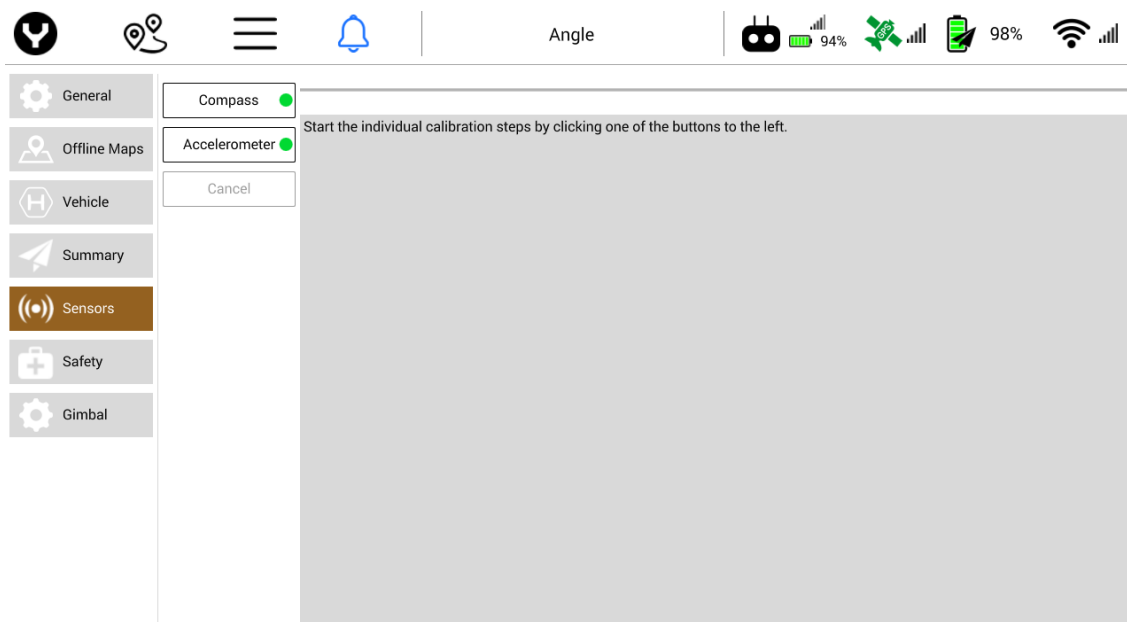 Angle
94%
GPS
98%
General
Offline Maps
Vehicle
Summary
Sensors
Safety
Gimbal
Compass
Accelerometer
Cancel
Start the individual calibration steps by clicking one of the buttons to the left.